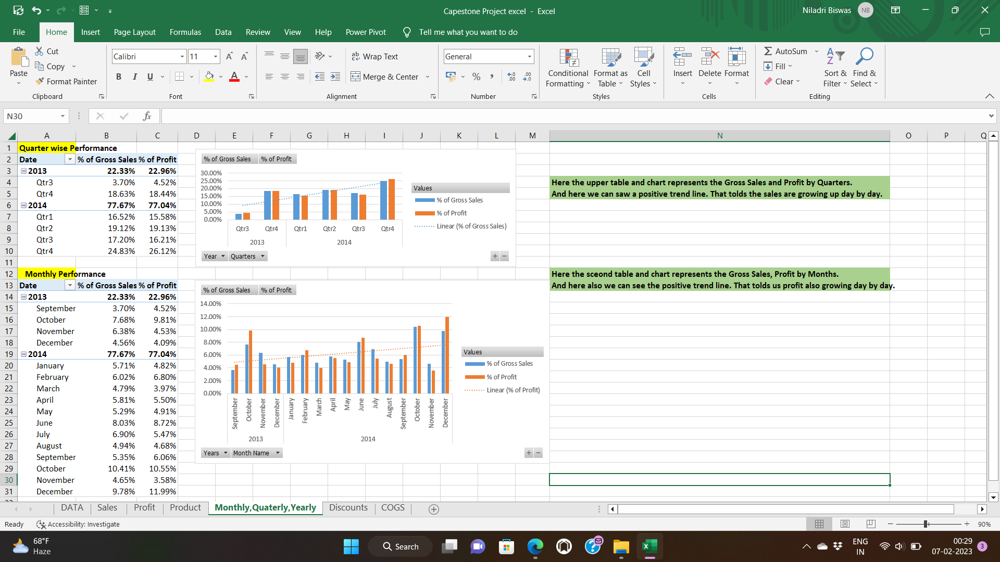 Capestone Project excel - Excel
Niladri Biswas NB
File Home Insert Page Layout Formulas Data Review View Help Power Pivot Tell me what you want to do
Paste
Cut
Copy
Format Painter
Clipboard
Calibri 11
B I U
Font
Wrap Text
Merge & Center
Alignment
General
Number
Conditional Formatting
Format as Table
Cell Styles
Styles
Insert Delete Format
Cells
AutoSum
Fill
Clear
Sort & Filter
Find & Select
Editing
N30
fx
A B C D E F G H I J K L M N O P Q
1 Quarter wise Performance
2 Date % of Gross Sales % of Profit
3 2013 22.33% 22.96%
4 Qtr3 3.70% 4.52%
5 Qtr4 18.63% 18.44%
6 2014 77.67% 77.04%
7 Qtr1 16.52% 15.58%
8 Qtr2 19.12% 19.13%
9 Qtr3 17.20% 16.21%
10 Qtr4 24.83% 26.12%
11
12 Monthly Performance
13 Date % of Gross Sales % of Profit
14 2013 22.33% 22.96%
15 September 3.70% 4.52%
16 October 7.68% 9.81%
17 November 6.38% 4.53%
18 December 4.56% 4.09%
19 2014 77.67% 77.04%
20 January 5.71% 4.82%
21 February 6.02% 6.80%
22 March 4.79% 3.97%
23 April 5.81% 5.50%
24 May 5.29% 4.91%
25 June 8.03% 8.72%
26 July 6.90% 5.47%
27 August 4.94% 4.68%
28 September 5.35% 6.06%
29 October 10.41% 10.55%
30 November 4.65% 3.58%
31 December 9.78% 11.99%
% of Gross Sales % of Profit
30.00%
25.00%
20.00%
15.00%
10.00%
5.00%
0.00%
Qtr3 Qtr4 Qtr1 Qtr2 Qtr3 Qtr4
2013 2014
Values
% of Gross Sales
% of Profit
Linear (% of Gross Sales)
Year Quarters
% of Gross Sales % of Profit
14.00%
12.00%
10.00%
8.00%
6.00%
4.00%
2.00%
0.00%
September October November December January February March April May June July August September October November December
2013 2014
Values
% of Gross Sales
% of Profit
Linear (% of Profit)
Years Month Name
Here the upper table and chart represents the Gross Sales and Profit by Quarters.
And here we can saw a positive trend line. That tolds the sales are growing up day by day.
Here the sceond table and chart represents the Gross Sales, Profit by Months.
And here also we can see the positive trend line. That tolds us profit also growing day by day.
DATA Sales Profit Product Monthly,Quaterly,Yearly Discounts COGS
Ready Accessibility: Investigate 90%
68°F
Haze
Search
ENG
IN
00:29
07-02-2023
3